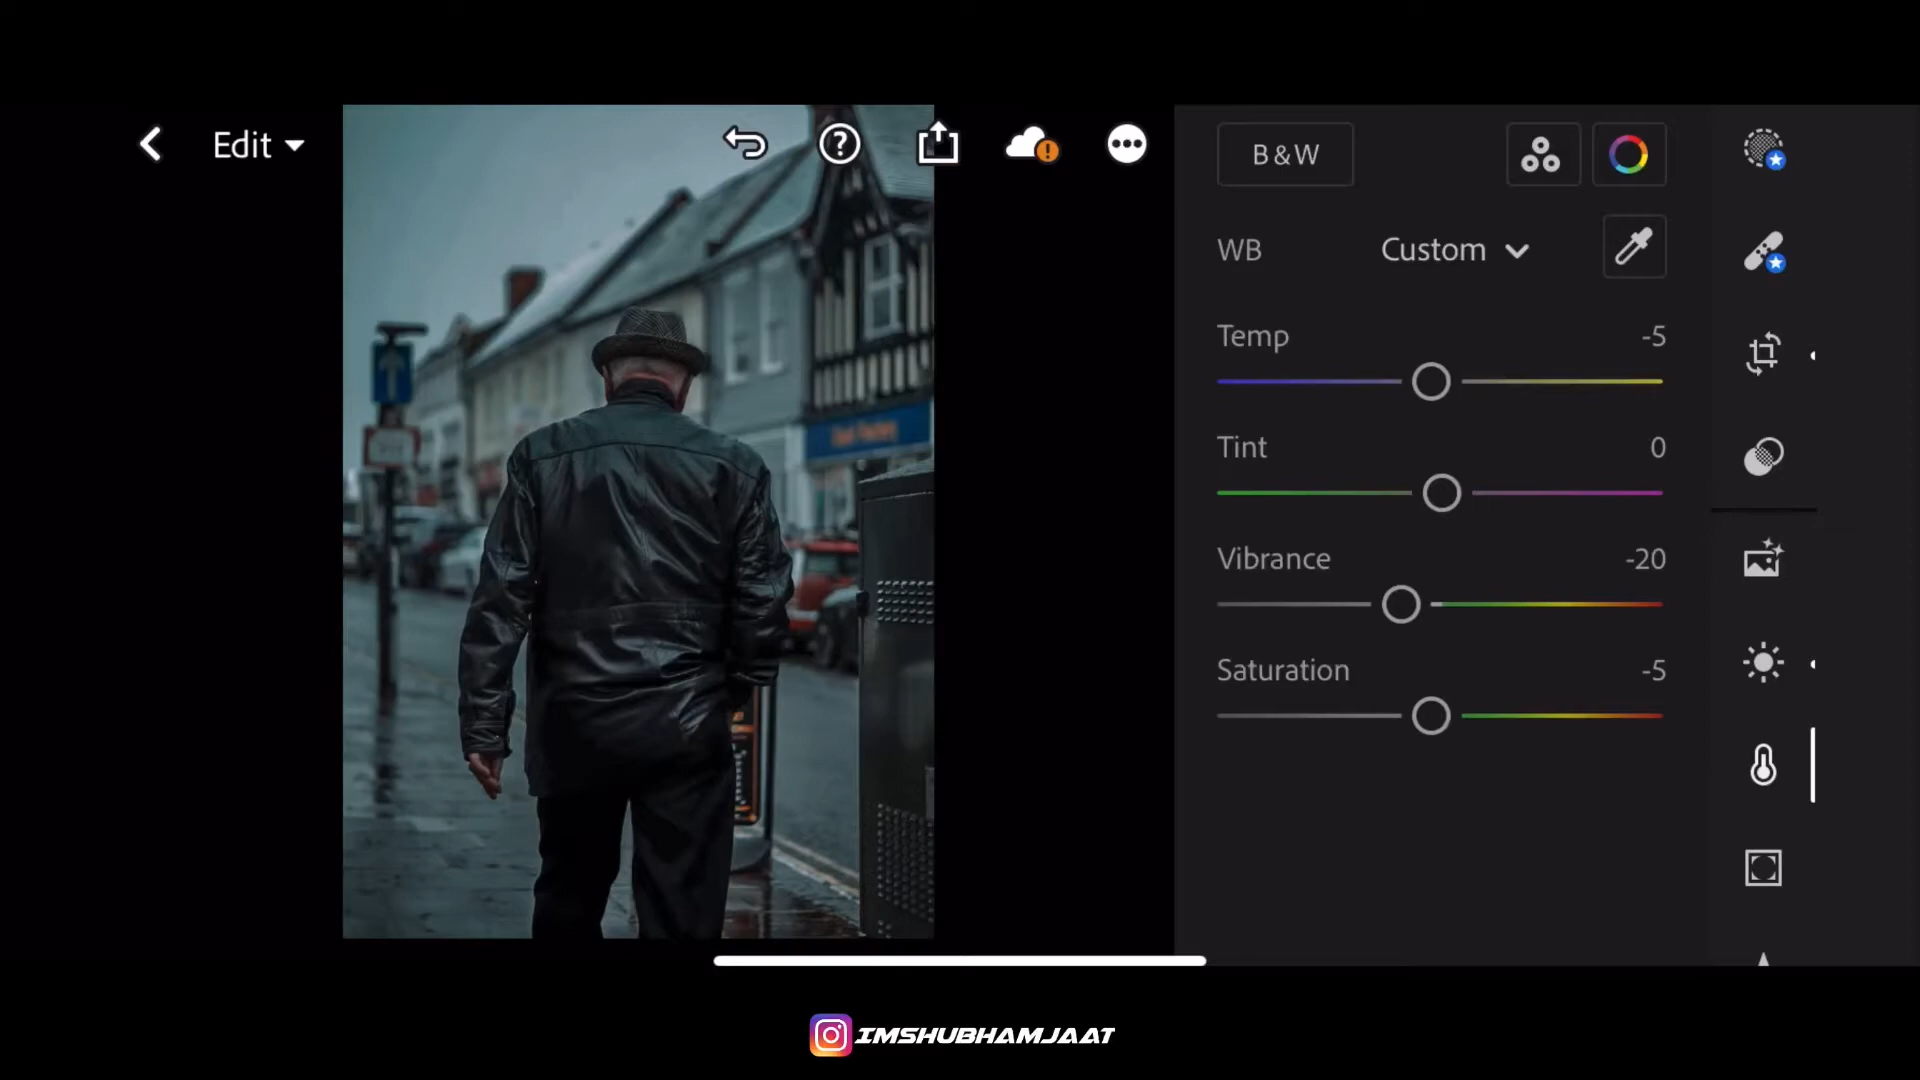 Edit
B&W
WB
Custom
Temp
-5
Tint
0
Vibrance
-20
Saturation
-5
IMSHUBHAMJAAT